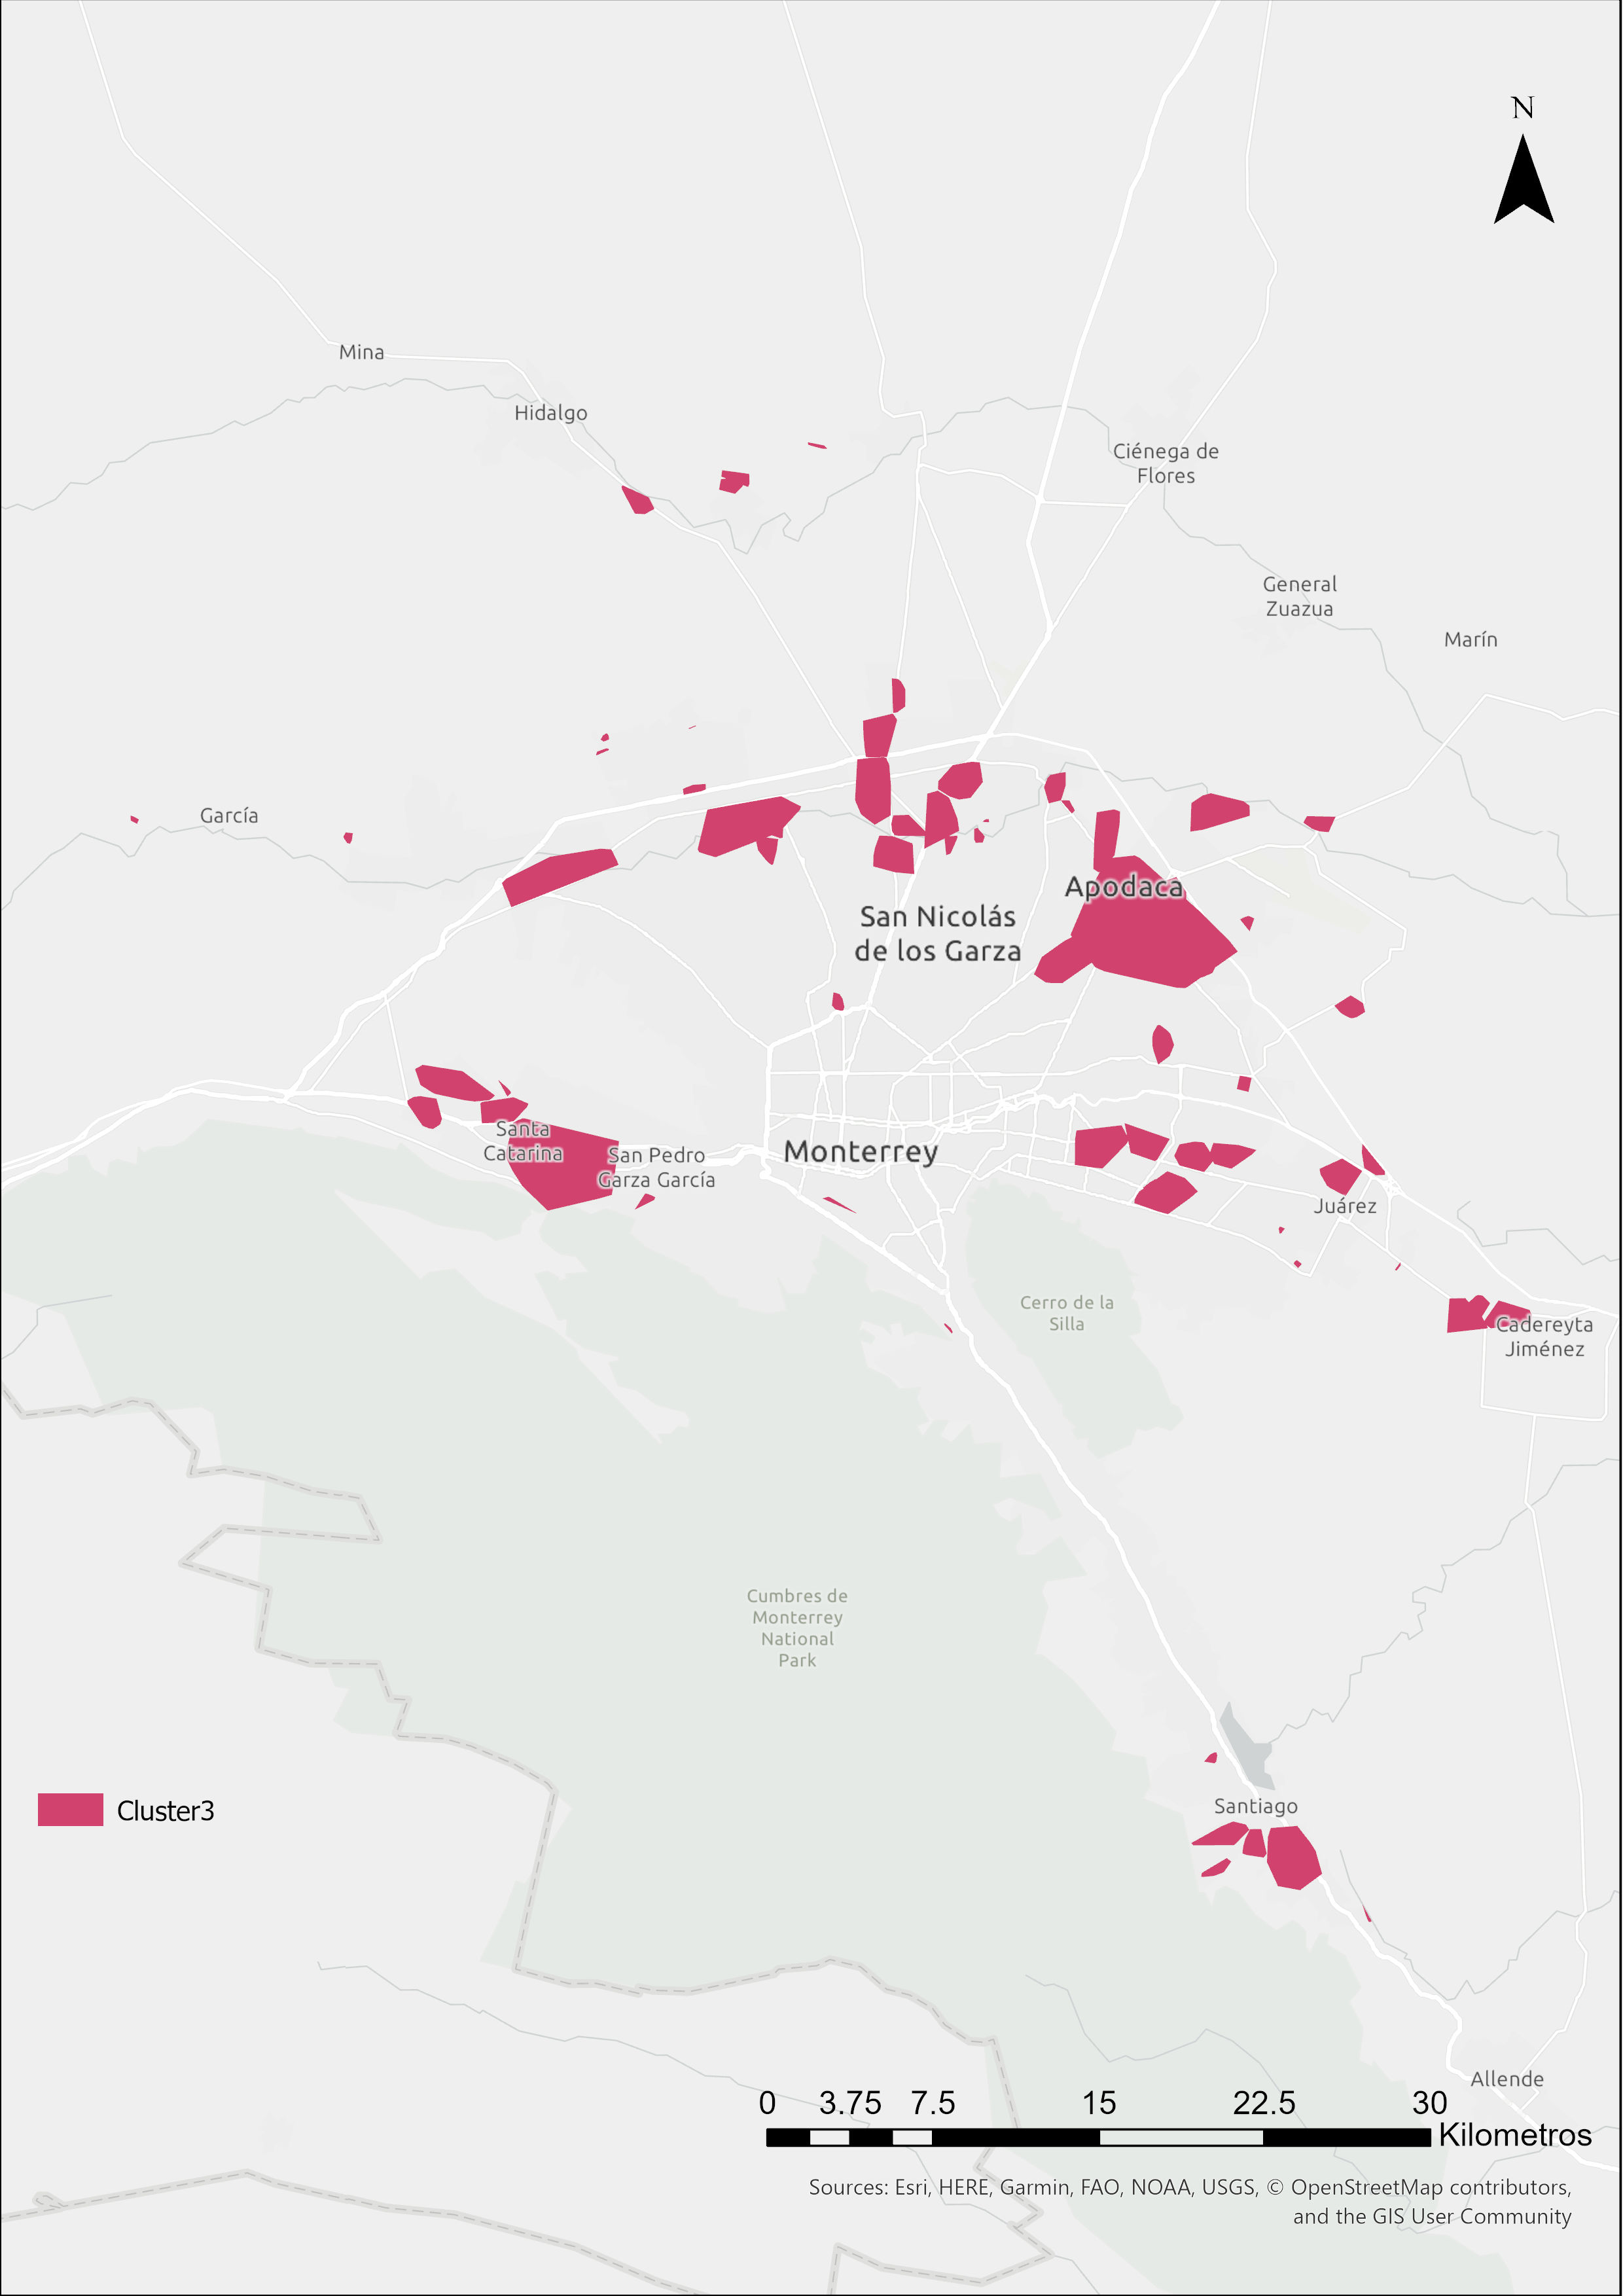 N
Mina
Hidalgo
Ciénega de
Flores
General
Zuazua
Marín
García
Apodaca
San Nicolás
de los Garza
Santa
Catarina
San Pedro
Garza García
Monterrey
Juárez
Cerro de la
Silla
Cadereyta
Jiménez
Cumbres de
Monterrey
National
Park
Cluster3
Santiago
Allende
0 3.75 7.5 15 22.5 30
Kilometros
Sources: Esri, HERE, Garmin, FAO, NOAA, USGS, © OpenStreetMap contributors,
and the GIS User Community